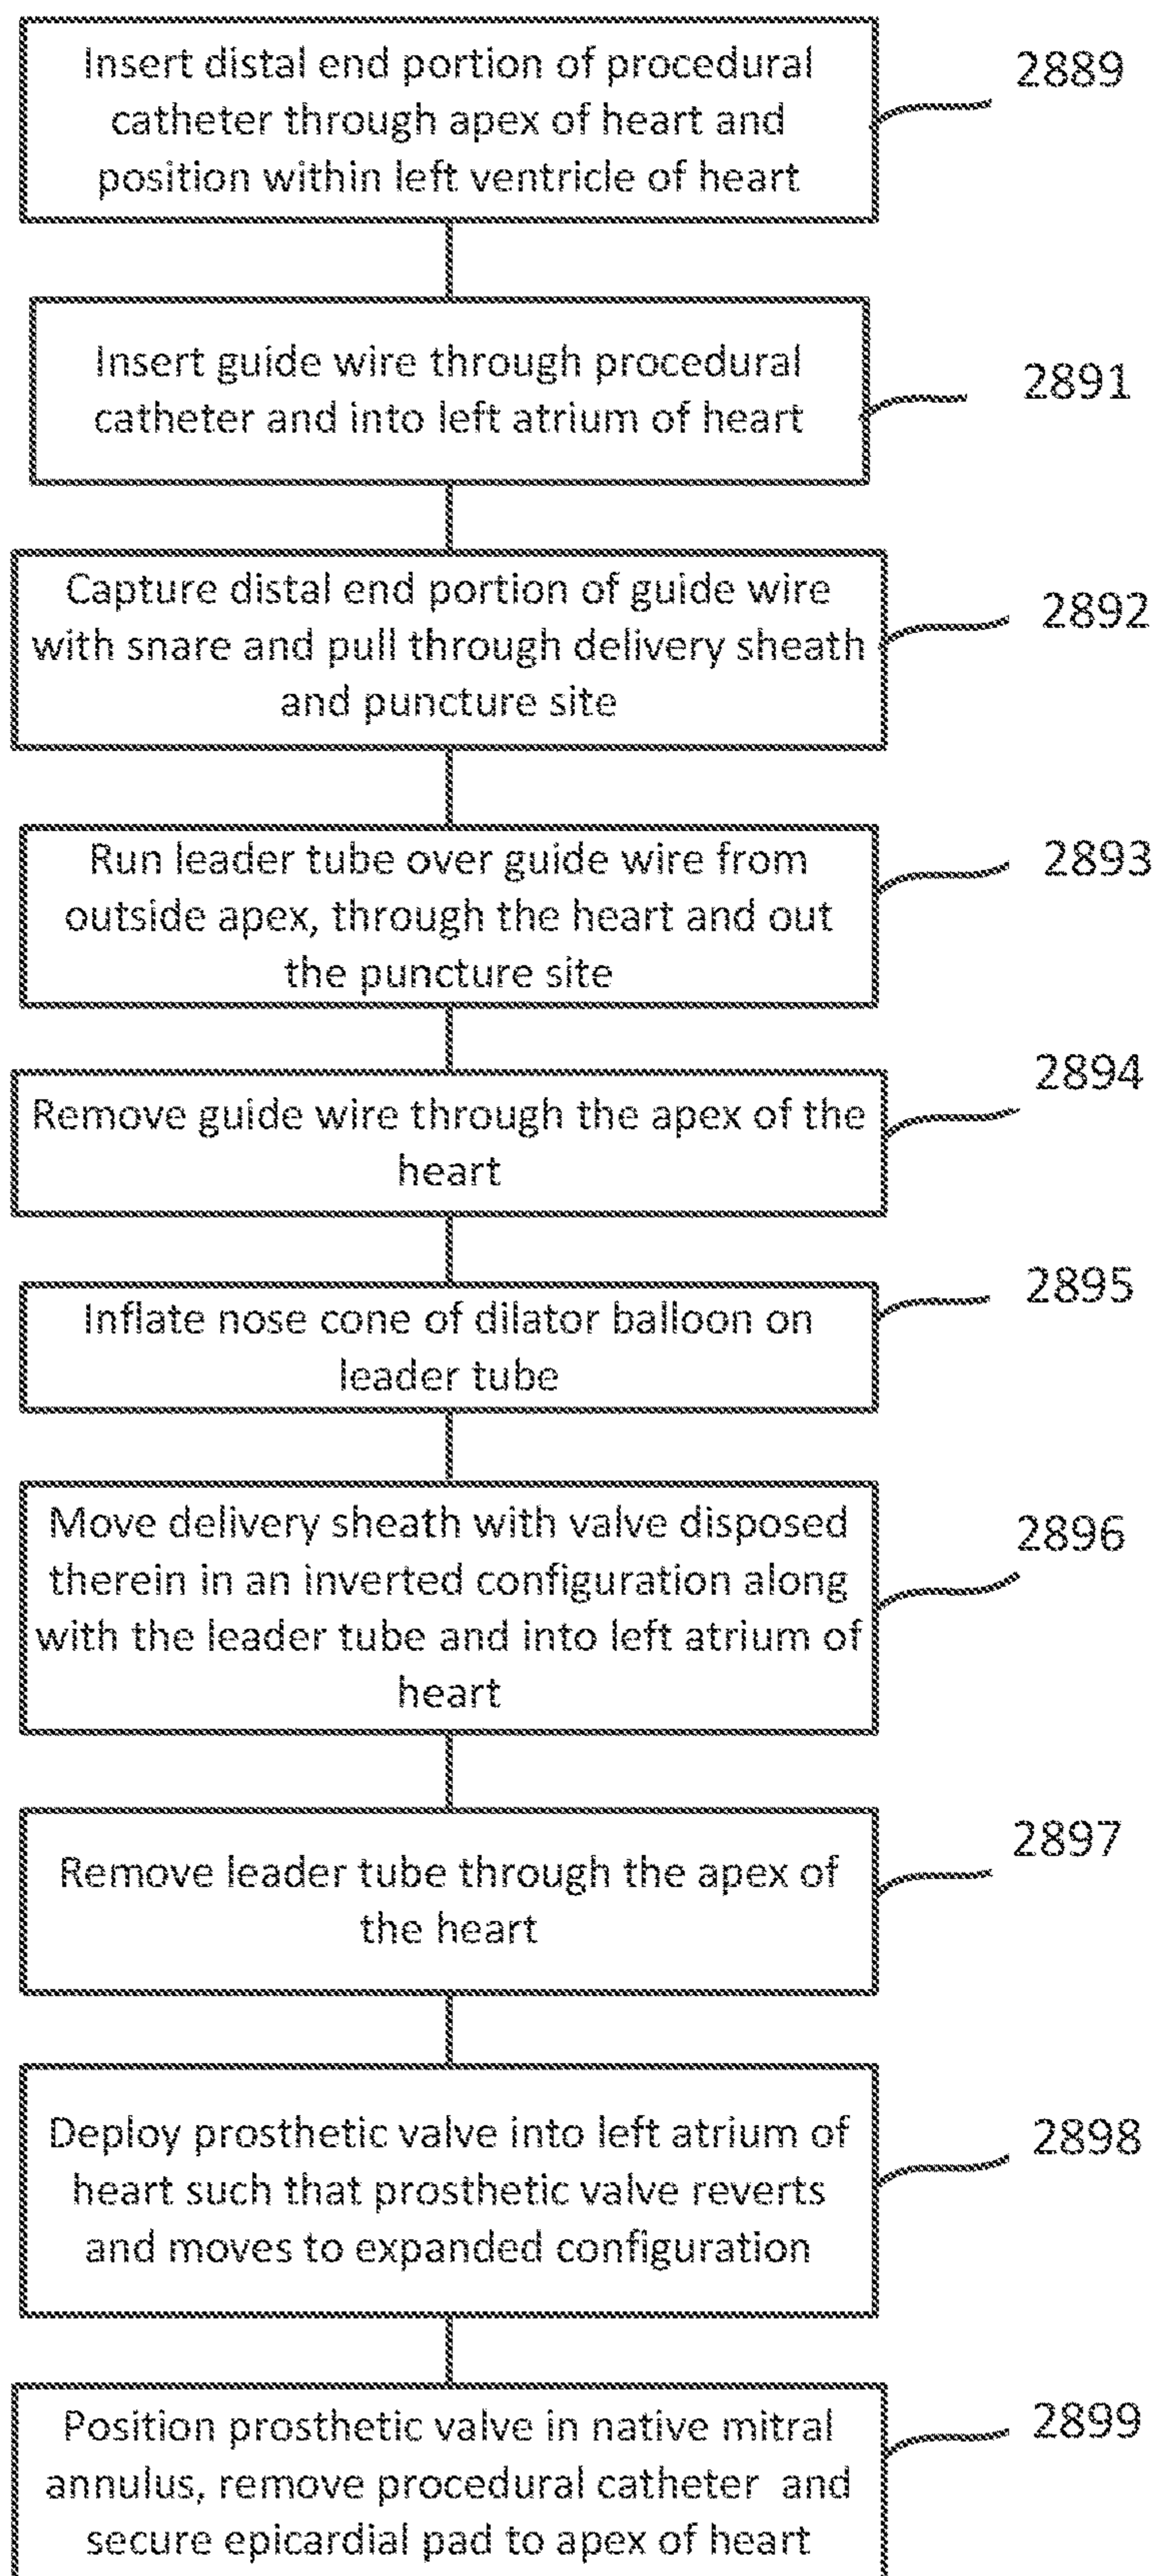 Insert distal end portion of procedural
catheter through apex of heart and
position within left ventricle of heart
2889
Insert guide wire through procedural
catheter and into left atrium of heart
2891
Capture distal end portion of guide wire
with snare and pull through delivery sheath
and puncture site
2892
Run leader tube over guide wire from
outside apex, through the heart and out
the puncture site
2893
Remove guide wire through the apex of the
heart
2894
Inflate nose cone of dilator balloon on
leader tube
2895
Move delivery sheath with valve disposed
therein in an inverted configuration along
with the leader tube and into left atrium of
heart
2896
Remove leader tube through the apex of
the heart
2897
Deploy prosthetic valve into left atrium of
heart such that prosthetic valve reverts
and moves to expanded configuration
2898
Position prosthetic valve in native mitral
annulus, remove procedural catheter and
secure epicardial pad to apex of heart
2899